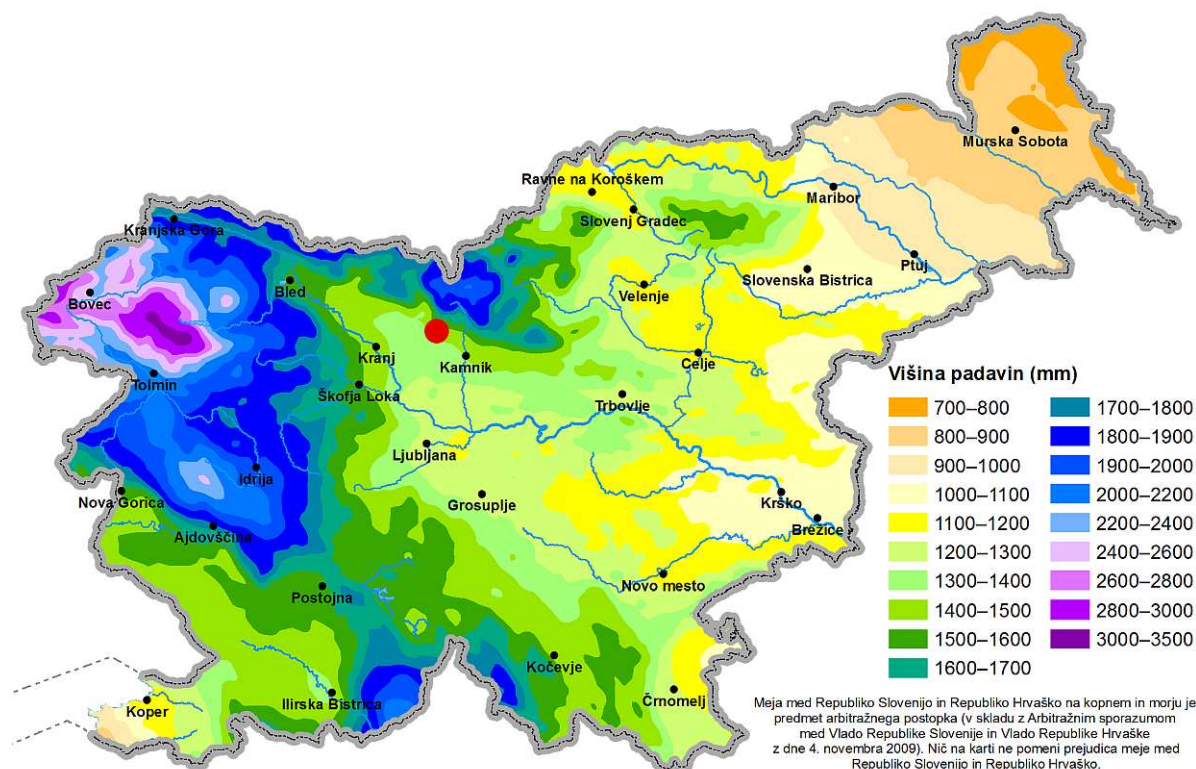 Murska Sobota
Ravne na Koroškem
Maribor
Slovenj Gradec
Kranjska Gora
Ptuj
Slovenska Bistrica
Bled
Velenje
Bovec
Kranj
Celje
Kamnik
Tolmin
Škofja Loka
Trbovlje
Ljubljana
Idrija
Nova Gorica
Grosuplje
Krško
Ajdovščina
Brežice
Novo mesto
Postojna
Kočevje
Črnomelj
Ilirska Bistrica
Koper
Višina padavin (mm)
700–800
800–900
900–1000
1000–1100
1100–1200
1200–1300
1300–1400
1400–1500
1500–1600
1600–1700
1700–1800
1800–1900
1900–2000
2000–2200
2200–2400
2400–2600
2600–2800
2800–3000
3000–3500
Meja med Republiko Slovenijo in Republiko Hrvaško na kopnem in morju je
predmet arbitražnega postopka (v skladu z Arbitražnim sporazumom
med Vlado Republike Slovenije in Vlado Republike Hrvaške
z dne 4. novembra 2009). Nič na karti ne pomeni prejudica meje med
Republiko Slovenijo in Republiko Hrvaško.